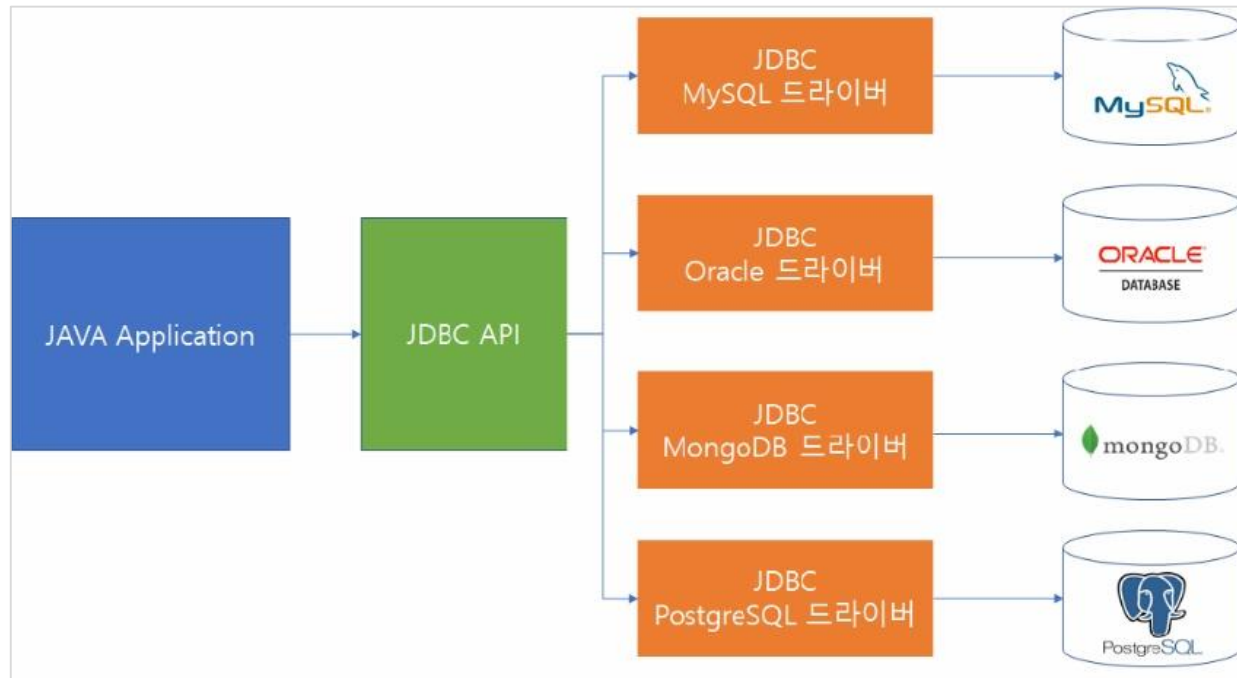 JAVA Application
JDBC API
JDBC
MySQL 드라이버
MySQL®
JDBC
Oracle 드라이버
ORACLE
DATABASE
JDBC
MongoDB 드라이버
mongoDB.
JDBC
PostgreSQL 드라이버
PostgreSQL